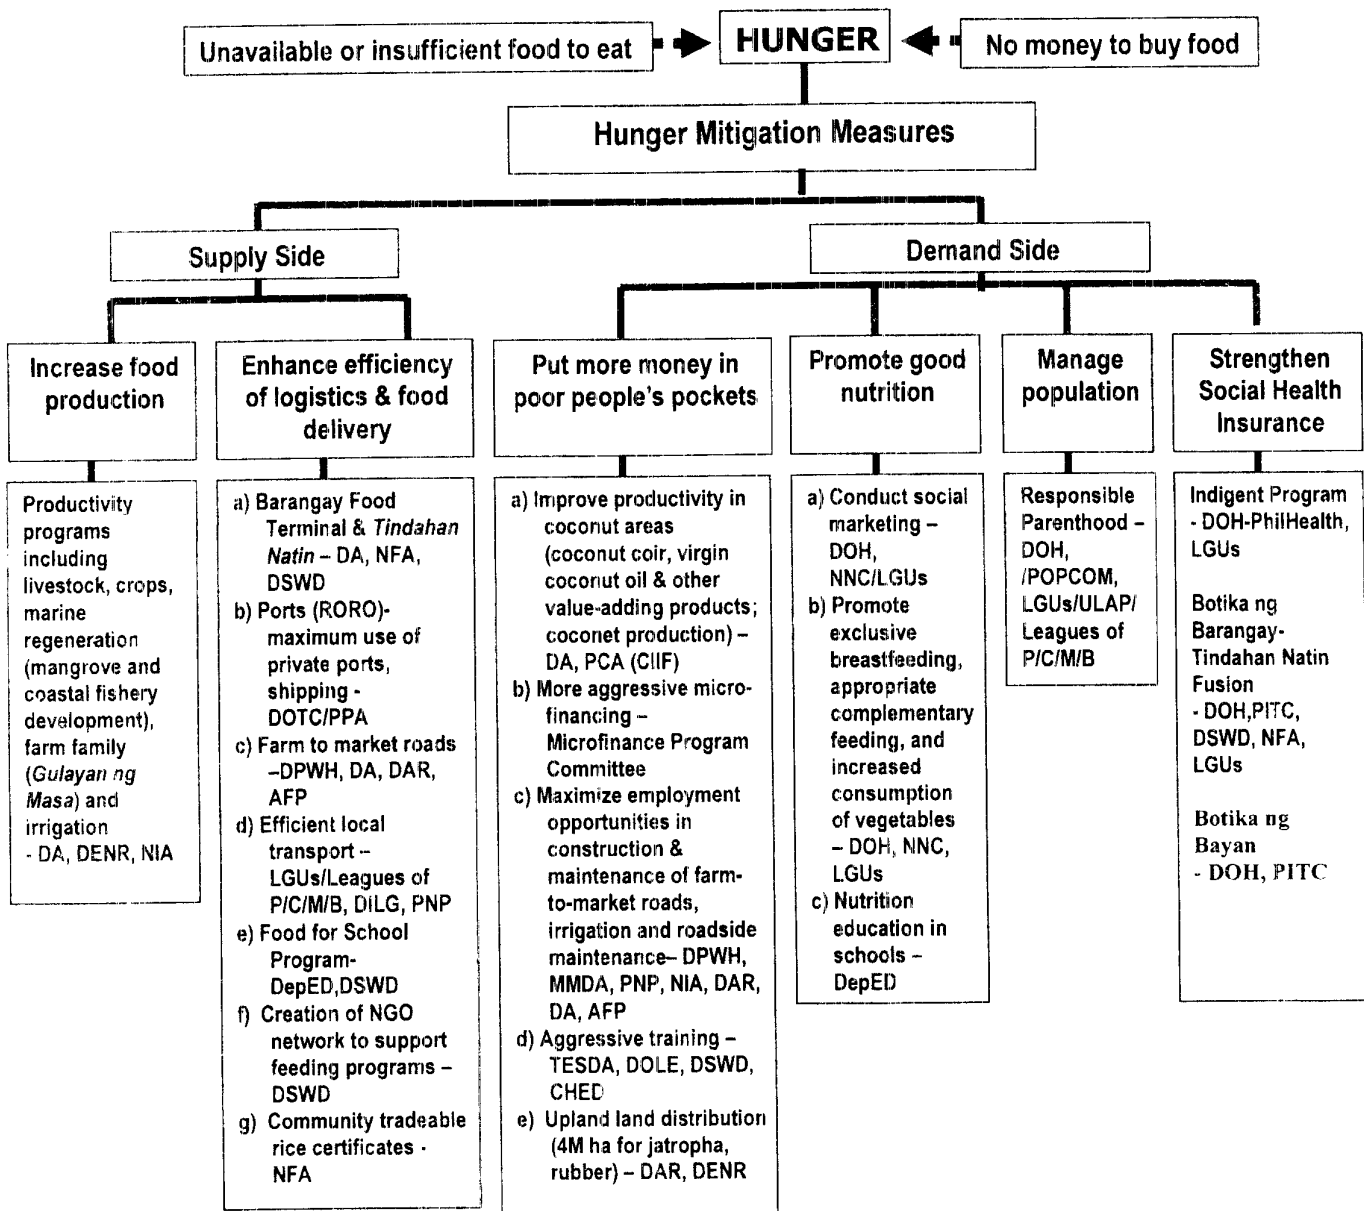 Unavailable or insufficient food to eat
HUNGER
No money to buy food
Hunger Mitigation Measures
Supply Side
Demand Side
Increase food
production
Enhance efficiency
of logistics & food
delivery
Put more money in
poor people's pockets
Promote good
nutrition
Manage
population
Strengthen
Social Health
Insurance
Productivity
programs
including
livestock, crops,
marine
regeneration
(mangrove and
coastal fishery
development),
farm family
(Gulayan ng
Masa) and
irrigation
- DA, DENR, NIA
a) Barangay Food
Terminal & Tindahan
Natin – DA, NFA,
DSWD
b) Ports (RORO)-
maximum use of
private ports,
shipping -
DOTC/PPA
c) Farm to market roads
–DPWH, DA, DAR,
AFP
d) Efficient local
transport –
LGUs/Leagues of
P/C/M/B, DILG, PNP
e) Food for School
Program-
DepED,DSWD
f) Creation of NGO
network to support
feeding programs –
DSWD
g) Community tradeable
rice certificates -
NFA
a) Improve productivity in
coconut areas
(coconut coir, virgin
coconut oil & other
value-adding products;
coconet production) –
DA, PCA (CIIF)
b) More aggressive micro-
financing –
Microfinance Program
Committee
c) Maximize employment
opportunities in
construction &
maintenance of farm-
to-market roads,
irrigation and roadside
maintenance– DPWH,
MMDA, PNP, NIA, DAR,
DA, AFP
d) Aggressive training –
TESDA, DOLE, DSWD,
CHED
e) Upland land distribution
(4M ha for jatropha,
rubber) – DAR, DENR
a) Conduct social
marketing –
DOH,
NNC/LGUs
b) Promote
exclusive
breastfeeding,
appropriate
complementary
feeding, and
increased
consumption
of vegetables
– DOH, NNC,
LGUs
c) Nutrition
education in
schools –
DepED
Responsible
Parenthood –
DOH,
/POPCOM,
LGUs/ULAP/
Leagues of
P/C/M/B
Indigent Program
- DOH-PhilHealth,
LGUs
Botika ng
Barangay-
Tindahan Natin
Fusion
- DOH,PITC,
DSWD, NFA,
LGUs
Botika ng
Bayan
- DOH, PITC